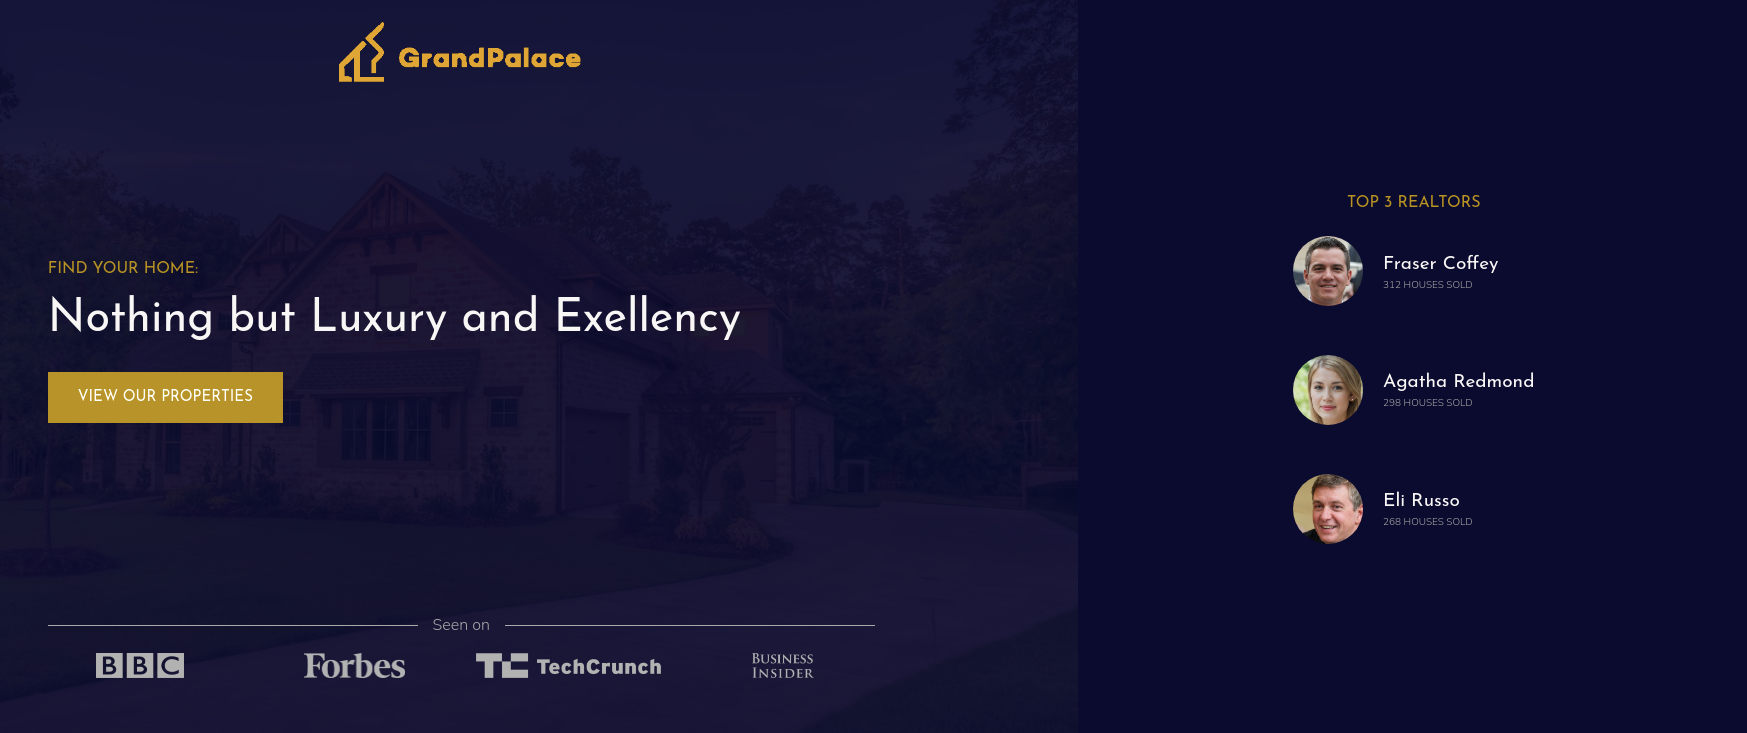 GrandPalace
FIND YOUR HOME:
Nothing but Luxury and Exellency
VIEW OUR PROPERTIES
Seen on
BBC
Forbes
TC TechCrunch
BUSINESS
INSIDER
TOP 3 REALTORS
Fraser Coffey
312 HOUSES SOLD
Agatha Redmond
298 HOUSES SOLD
Eli Russo
268 HOUSES SOLD